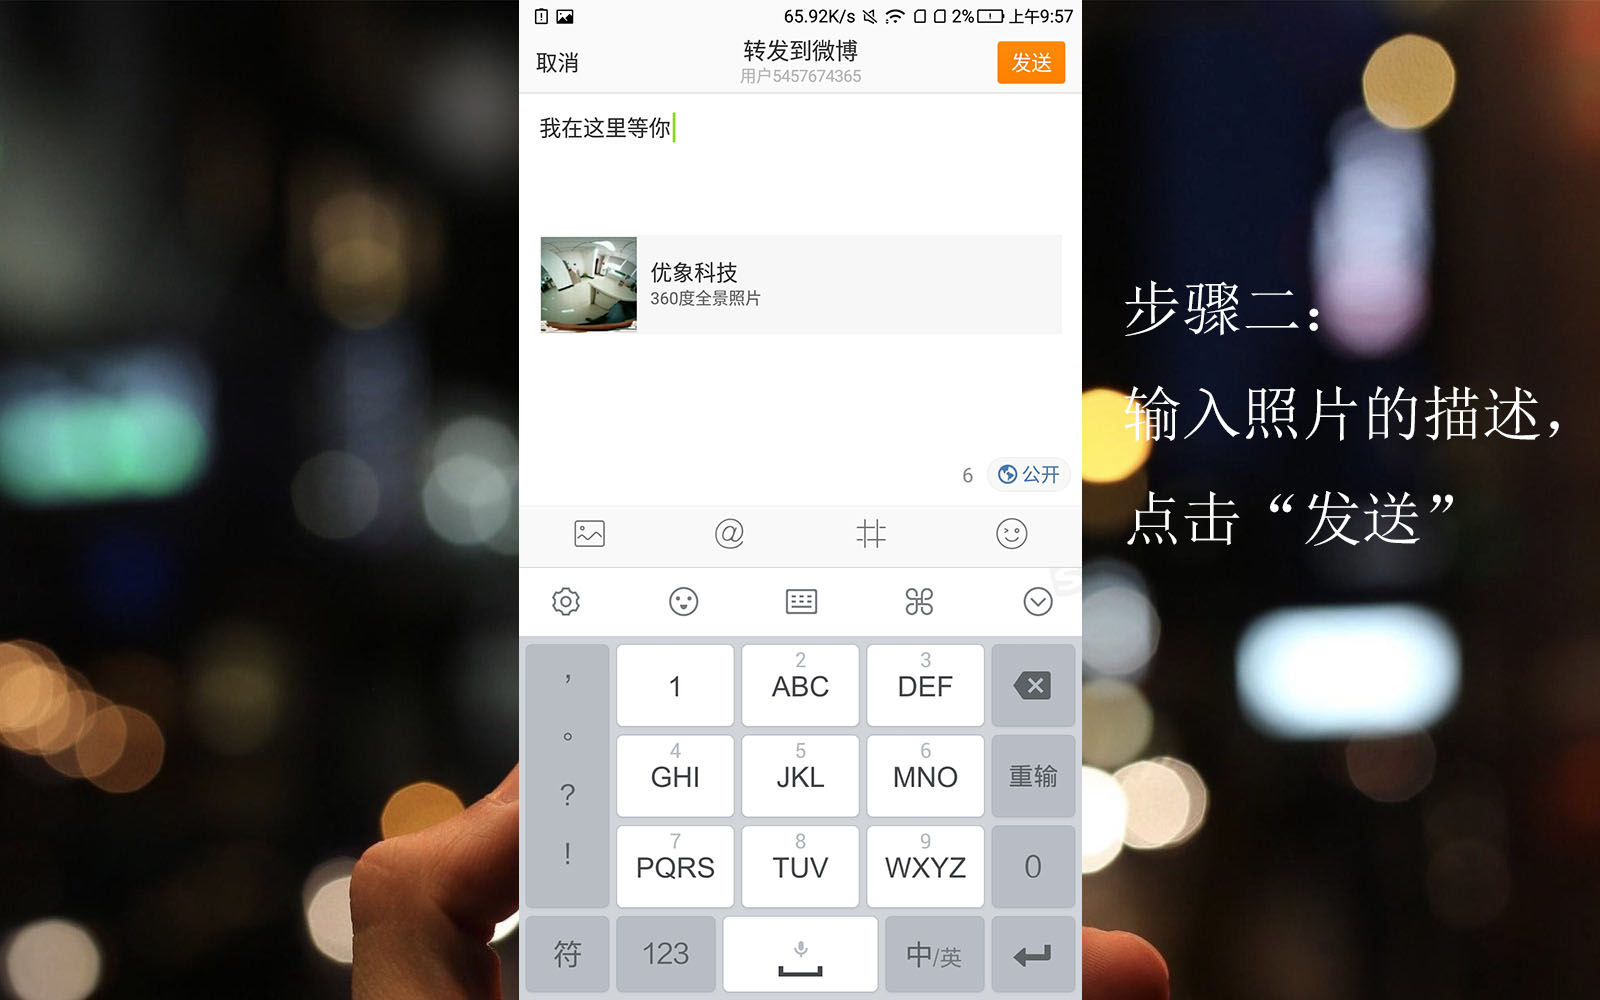 65.92K/s 2% 上午9:57
取消
转发到微博
用户5457674365
发送
我在这里等你
优象科技
360度全景照片
6 公开
步骤二：
输入照片的描述，
点击“发送”
，
。
?
!
1
2
ABC
3
DEF
4
GHI
5
JKL
6
MNO
重输
7
PQRS
8
TUV
9
WXYZ
0
符
123
中/英